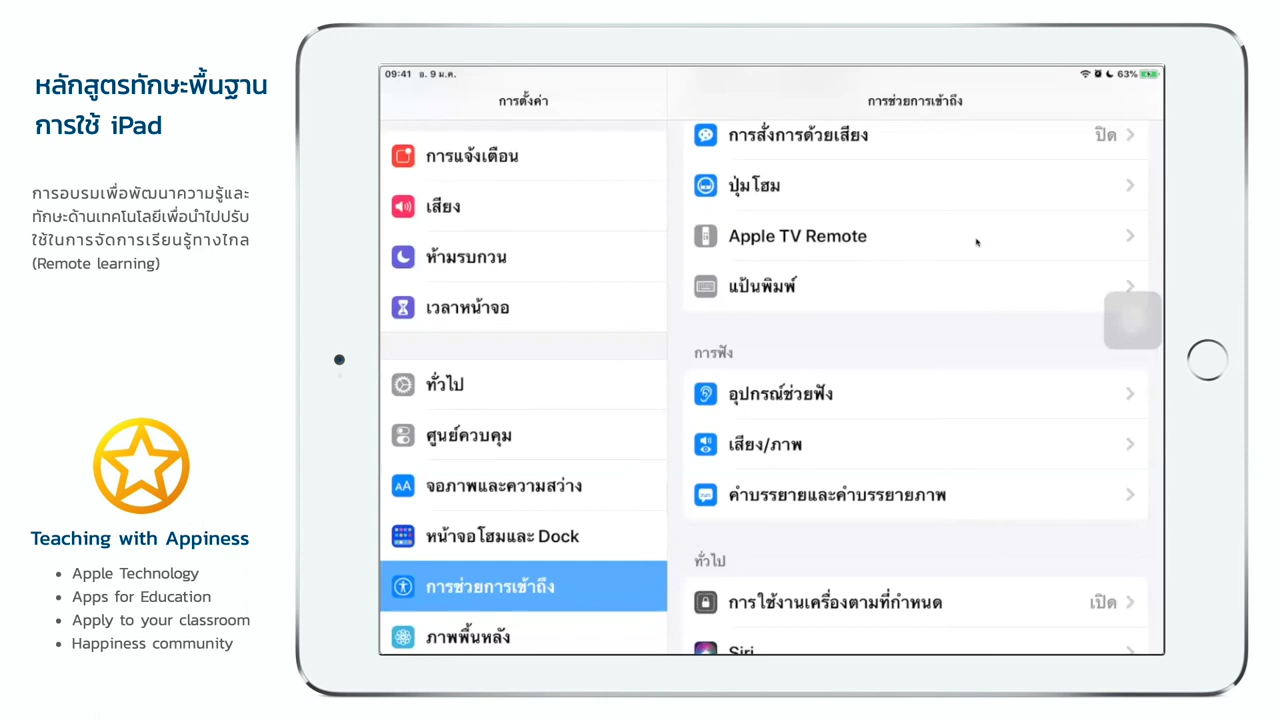 หลักสูตรทักษะพื้นฐาน
การใช้ iPad
การอบรมเพื่อพัฒนาความรู้และ
ทักษะด้านเทคโนโลยีเพื่อนำไปปรับ
ใช้ในการจัดการเรียนรู้ทางไกล
(Remote learning)
Teaching with Appiness
Apple Technology
Apps for Education
Apply to your classroom
Happiness community
09:41 อ. 9 ม.ค.
63%
การตั้งค่า
การแจ้งเตือน
เสียง
ห้ามรบกวน
เวลาหน้าจอ
ทั่วไป
ศูนย์ควบคุม
AA จอภาพและความสว่าง
หน้าจอโฮมและ Dock
การช่วยการเข้าถึง
ภาพพื้นหลัง
การช่วยการเข้าถึง
การสั่งการด้วยเสียง ปิด
ปุ่มโฮม
Apple TV Remote
แป้นพิมพ์
การฟัง
อุปกรณ์ช่วยฟัง
เสียง/ภาพ
คำบรรยายและคำบรรยายภาพ
ทั่วไป
การใช้งานเครื่องตามที่กำหนด เปิด
Siri